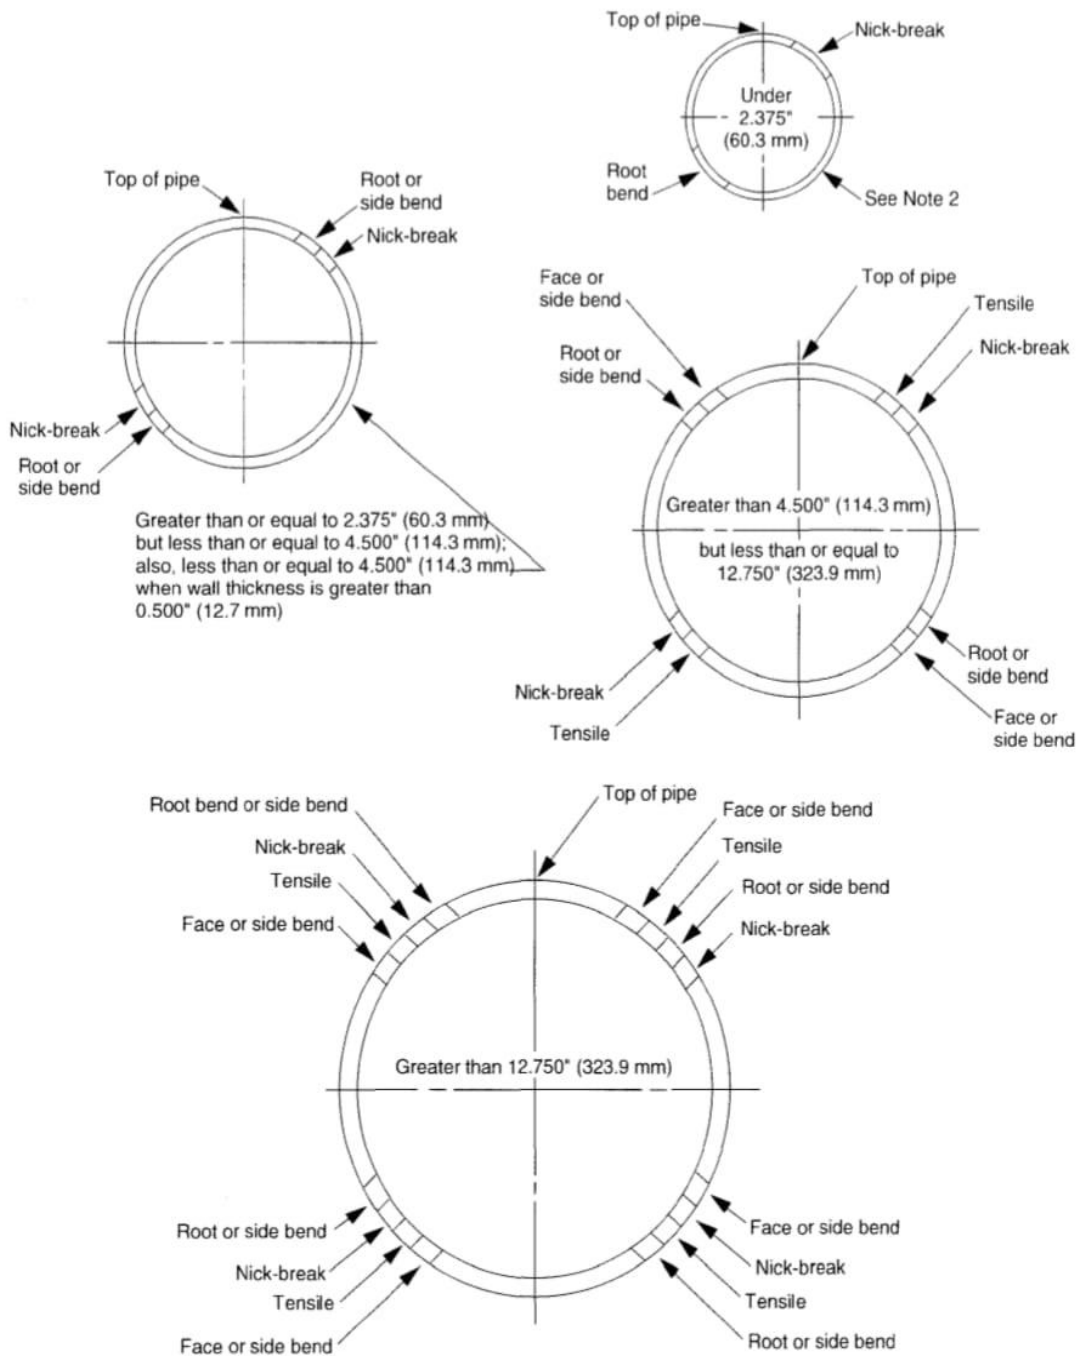 Top of pipe
Nick-break
Under
2.375"
(60.3 mm)
Root
bend
See Note 2
Top of pipe
Root or
side bend
Nick-break
Nick-break
Root or
side bend
Greater than or equal to 2.375" (60.3 mm)
but less than or equal to 4.500" (114.3 mm);
also, less than or equal to 4.500" (114.3 mm)
when wall thickness is greater than
0.500" (12.7 mm)
Face or
side bend
Top of pipe
Tensile
Root or
side bend
Nick-break
Greater than 4.500" (114.3 mm)
but less than or equal to
12.750" (323.9 mm)
Nick-break
Tensile
Root or
side bend
Face or
side bend
Root bend or side bend
Nick-break
Tensile
Face or side bend
Top of pipe
Face or side bend
Tensile
Root or side bend
Nick-break
Greater than 12.750" (323.9 mm)
Root or side bend
Nick-break
Tensile
Face or side bend
Face or side bend
Nick-break
Tensile
Root or side bend